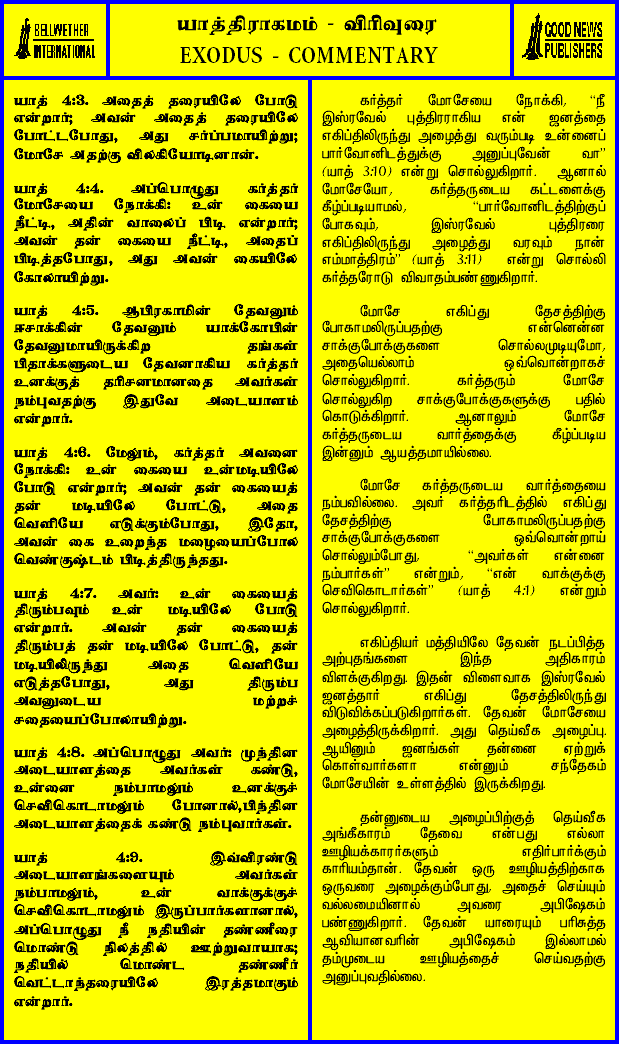 BELLWETHER
INTERNATIONAL
யாத்திராகமம் - விரிவுரை
EXODUS - COMMENTARY
GOOD NEWS
PUBLISHERS
யாத் 4:3. அதைத் தரையிலே போடு
என்றார்; அவன் அதைத் தரையிலே
போட்டபோது, அது சர்ப்பமாயிற்று;
மோசே அதற்கு விலகியோடினான்.
யாத் 4:4. அப்பொழுது கர்த்தர்
மோசேயை நோக்கி: உன் கையை
நீட்டி, அதின் வாலைப் பிடி என்றார்;
அவன் தன் கையை நீட்டி, அதைப்
பிடித்தபோது, அது அவன் கையிலே
கோலாயிற்று.
யாத் 4:5. ஆபிரகாமின் தேவனும்
ஈசாக்கின் தேவனும் யாக்கோபின்
தேவனுமாயிருக்கிற தங்கள்
பிதாக்களுடைய தேவனாகிய கர்த்தர்
உனக்குத் தரிசனமானதை அவர்கள்
நம்புவதற்கு இதுவே அடையாளம்
என்றார்.
யாத் 4:6. மேலும், கர்த்தர் அவனை
நோக்கி: உன் கையை உன்மடியிலே
போடு என்றார்; அவன் தன் கையைத்
தன் மடியிலே போட்டு, அதை
வெளியே எடுக்கும்போது, இதோ,
அவன் கை உறைந்த மழையைப்போல
வெண்குஷ்டம் பிடித்திருந்தது.
யாத் 4:7. அவர்: உன் கையைத்
திரும்பவும் உன் மடியிலே போடு
என்றார். அவன் தன் கையைத்
திரும்பத் தன் மடியிலே போட்டு, தன்
மடியிலிருந்து அதை வெளியே
எடுத்தபோது, அது திரும்ப
அவனுடைய மற்றச்
சதையைப்போலாயிற்று.
யாத் 4:8. அப்பொழுது அவர்: முந்தின
அடையாளத்தை அவர்கள் கண்டு,
உன்னை நம்பாமலும் உனக்குச்
செவிகொடாமலும் போனால்,பிந்தின
அடையாளத்தைக் கண்டு நம்புவார்கள்.
யாத் 4:9. இவ்விரண்டு
அடையாளங்களையும் அவர்கள்
நம்பாமலும், உன் வாக்குக்குச்
செவிகொடாமலும் இருப்பார்களானால்,
அப்பொழுது நீ நதியின் தண்ணீரை
மொண்டு நிலத்தில் ஊற்றுவாயாக;
நதியில் மொண்ட தண்ணீர்
வெட்டாந்தரையிலே இரத்தமாகும்
என்றார்.
கர்த்தர் மோசேயை நோக்கி, “நீ
இஸ்ரவேல் புத்திரராகிய என் ஜனத்தை
எகிப்திலிருந்து அழைத்து வரும்படி உன்னைப்
பார்வோனிடத்துக்கு அனுப்புவேன் வா”
(யாத் 3:10) என்று சொல்லுகிறார். ஆனால்
மோசேயோ, கர்த்தருடைய கட்டளைக்கு
கீழ்ப்படியாமல், “பார்வோனிடத்திற்குப்
போகவும், இஸ்ரவேல் புத்திரரை
எகிப்திலிருந்து அழைத்து வரவும் நான்
எம்மாத்திரம்” (யாத் 3:11) என்று சொல்லி
கர்த்தரோடு விவாதம்பண்ணுகிறார்.
மோசே எகிப்து தேசத்திற்கு
போகாமலிருப்பதற்கு என்னென்ன
சாக்குபோக்குகளை சொல்லமுடியுமோ,
அதையெல்லாம் ஒவ்வொன்றாகச்
சொல்லுகிறார். கர்த்தரும் மோசே
சொல்லுகிற சாக்குபோக்குகளுக்கு பதில்
கொடுக்கிறார். ஆனாலும் மோசே
கர்த்தருடைய வார்த்தைக்கு கீழ்ப்படிய
இன்னும் ஆயத்தமாயில்லை.
மோசே கர்த்தருடைய வார்த்தையை
நம்பவில்லை. அவர் கர்த்தரிடத்தில் எகிப்து
தேசத்திற்கு போகாமலிருப்பதற்கு
சாக்குபோக்குகளை ஒவ்வொன்றாய்
சொல்லும்போது, “அவர்கள் என்னை
நம்பார்கள்” என்றும், “என் வாக்குக்கு
செவிகொடார்கள்” (யாத் 4:1) என்றும்
சொல்லுகிறார்.
எகிப்தியர் மத்தியிலே தேவன் நடப்பித்த
அற்புதங்களை இந்த அதிகாரம்
விளக்குகிறது. இதன் விளைவாக இஸ்ரவேல்
ஜனத்தார் எகிப்து தேசத்திலிருந்து
விடுவிக்கப்படுகிறார்கள். தேவன் மோசேயை
அழைத்திருக்கிறார். அது தெய்வீக அழைப்பு.
ஆயினும் ஜனங்கள் தன்னை ஏற்றுக்
கொள்வார்களா என்னும் சந்தேகம்
மோசேயின் உள்ளத்தில் இருக்கிறது.
தன்னுடைய அழைப்பிற்குத் தெய்வீக
அங்கீகாரம் தேவை என்பது எல்லா
ஊழியக்காரர்களும் எதிர்பார்க்கும்
காரியம்தான். தேவன் ஒரு ஊழியத்திற்காக
ஒருவரை அழைக்கும்போது, அதைச் செய்யும்
வல்லமையினால் அவரை அபிஷேகம்
பண்ணுகிறார். தேவன் யாரையும் பரிசுத்த
ஆவியானவரின் அபிஷேகம் இல்லாமல்
தம்முடைய ஊழியத்தைச் செய்வதற்கு
அனுப்புவதில்லை.